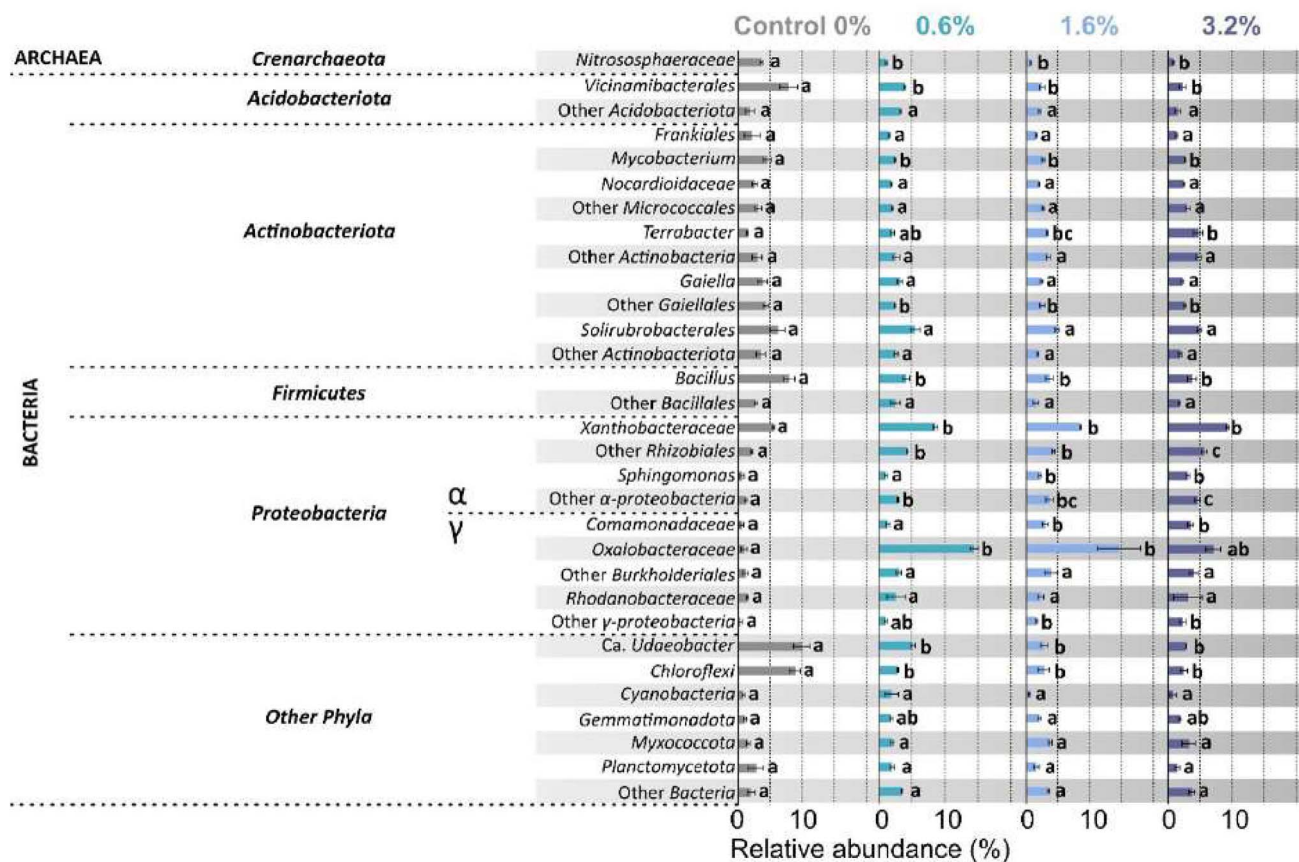 Control 0% 0.6% 1.6% 3.2%
ARCHAEA Crenarchaeota Nitrososphaeraceae a b b b
Vicinamibacterales a b b b
Acidobacteriota
Other Acidobacteriota a a a a
Frankiales a a a a
Mycobacterium a b b b
Nocardioidaceae a a a a
Other Micrococcales a a a a
Actinobacteriota Terrabacter a ab bc b
Other Actinobacteria a a a a
Gaiella a a a a
Other Gaiellales a b b b
Solirubrobacterales a a a a
Other Actinobacteriota a a a a
BACTERIA
Firmicutes
Bacillus a b b b
Other Bacillales a a a a
Xanthobacteraceae a b b b
Other Rhizobiales a b b c
Sphingomonas a a b b
Proteobacteria α Other α-proteobacteria a b bc c
γ Comamonadaceae a a b b
Oxalobacteraceae a b b ab
Other Burkholderiales a a a a
Rhodanobacteraceae a a a a
Other γ-proteobacteria a ab b b
Ca. Udaeobacter a b b b
Chloroflexi a b b b
Cyanobacteria a a a a
Other Phyla Gemmatimonadota a ab a ab
Myxococcota a a a a
Planctomycetota a a a a
Other Bacteria a a a a
0 10 0 10 0 10 0 10
Relative abundance (%)